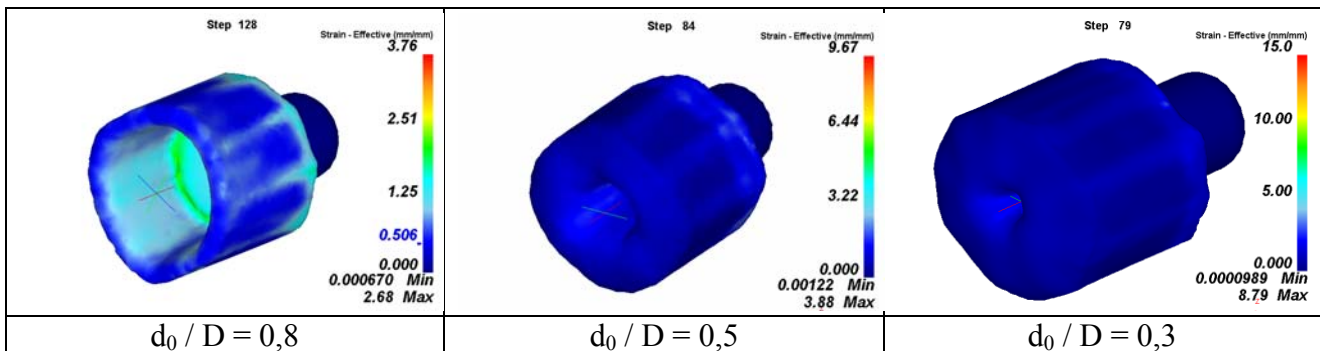 Step 128
Strain - Effective (mm/mm)
3.76
2.51
1.25
0.506
0.000
0.000670 Min
2.68 Max
d₀ / D = 0,8
Step 84
Strain - Effective (mm/mm)
9.67
6.44
3.22
0.000
0.00122 Min
3.88 Max
d₀ / D = 0,5
Step 79
Strain - Effective (mm/mm)
15.0
10.00
5.00
0.000
0.0000989 Min
8.79 Max
d₀ / D = 0,3